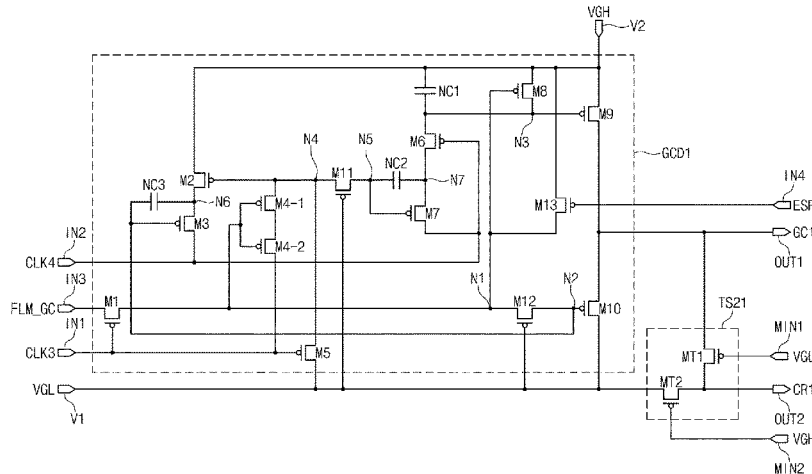 VGH
V2
NC1
M8
M9
N3
GCD1
N4
N5
M6
M11
NC2
N7
NC3
M2
N6
M4-1
M3
M7
M13
IN4
ESR
IN2
CLK4
M4-2
GC1
OUT1
IN3
FLM_GC
M1
N1
M12
N2
M10
TS21
MIN1
IN1
CLK3
M5
MT1
VGL
VGL
V1
MT2
CR1
OUT2
VGH
MIN2